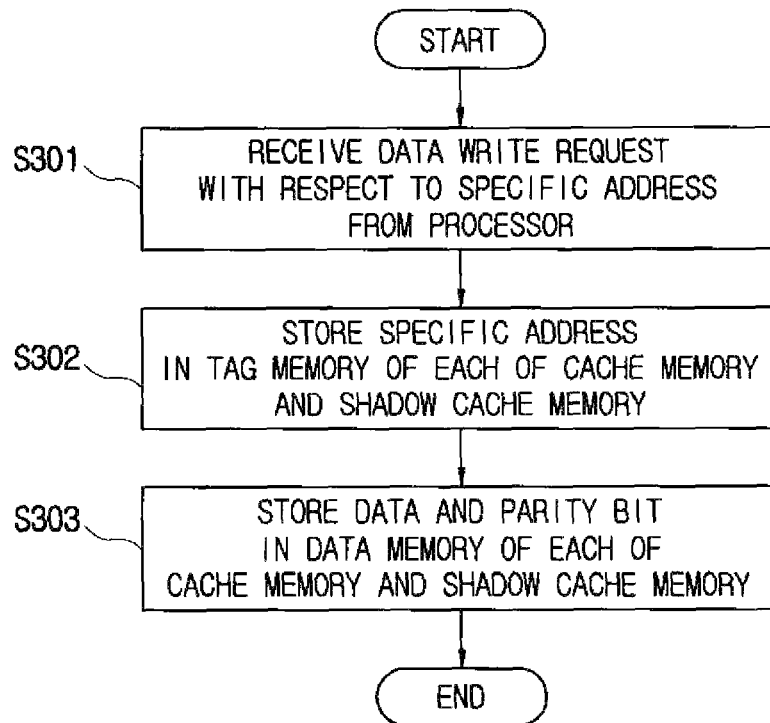 START
S301
RECEIVE DATA WRITE REQUEST
WITH RESPECT TO SPECIFIC ADDRESS
FROM PROCESSOR
S302
STORE SPECIFIC ADDRESS
IN TAG MEMORY OF EACH OF CACHE MEMORY
AND SHADOW CACHE MEMORY
S303
STORE DATA AND PARITY BIT
IN DATA MEMORY OF EACH OF
CACHE MEMORY AND SHADOW CACHE MEMORY
END